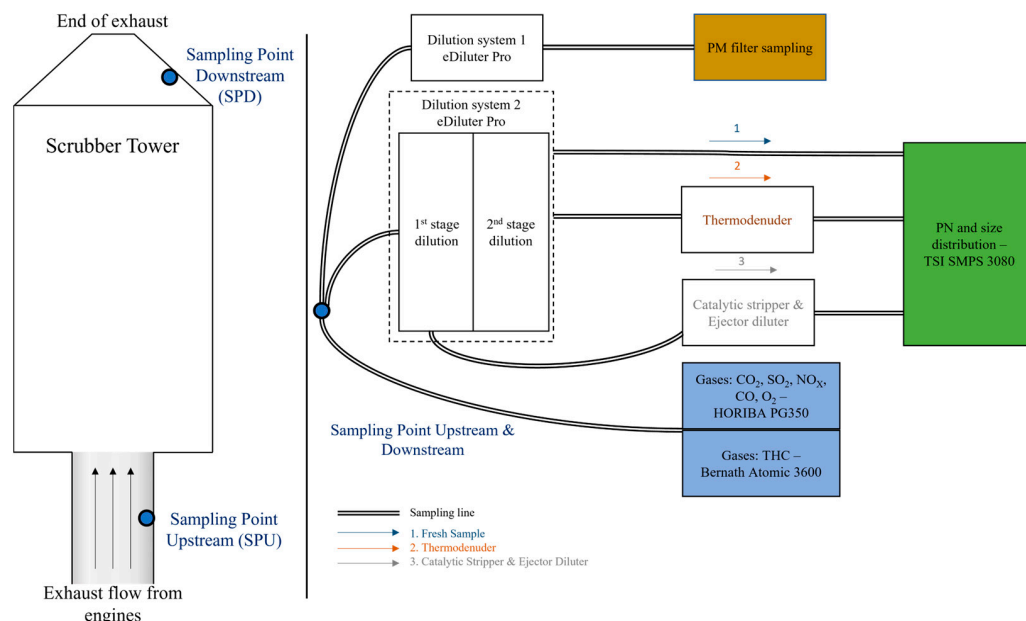 End of exhaust
Sampling Point
Downstream
(SPD)
Scrubber Tower
Sampling Point
Upstream (SPU)
Exhaust flow from
engines
Dilution system 1
eDiluter Pro
PM filter sampling
Dilution system 2
eDiluter Pro
1st stage
dilution
2nd stage
dilution
1
2
Thermodenuder
3
Catalytic stripper &
Ejector diluter
PN and size
distribution –
TSI SMPS 3080
Gases: CO₂, SO₂, NOX,
CO, O₂ –
HORIBA PG350
Gases: THC –
Bernath Atomic 3600
Sampling Point Upstream &
Downstream
Sampling line
1. Fresh Sample
2. Thermodenuder
3. Catalytic Stripper & Ejector Diluter